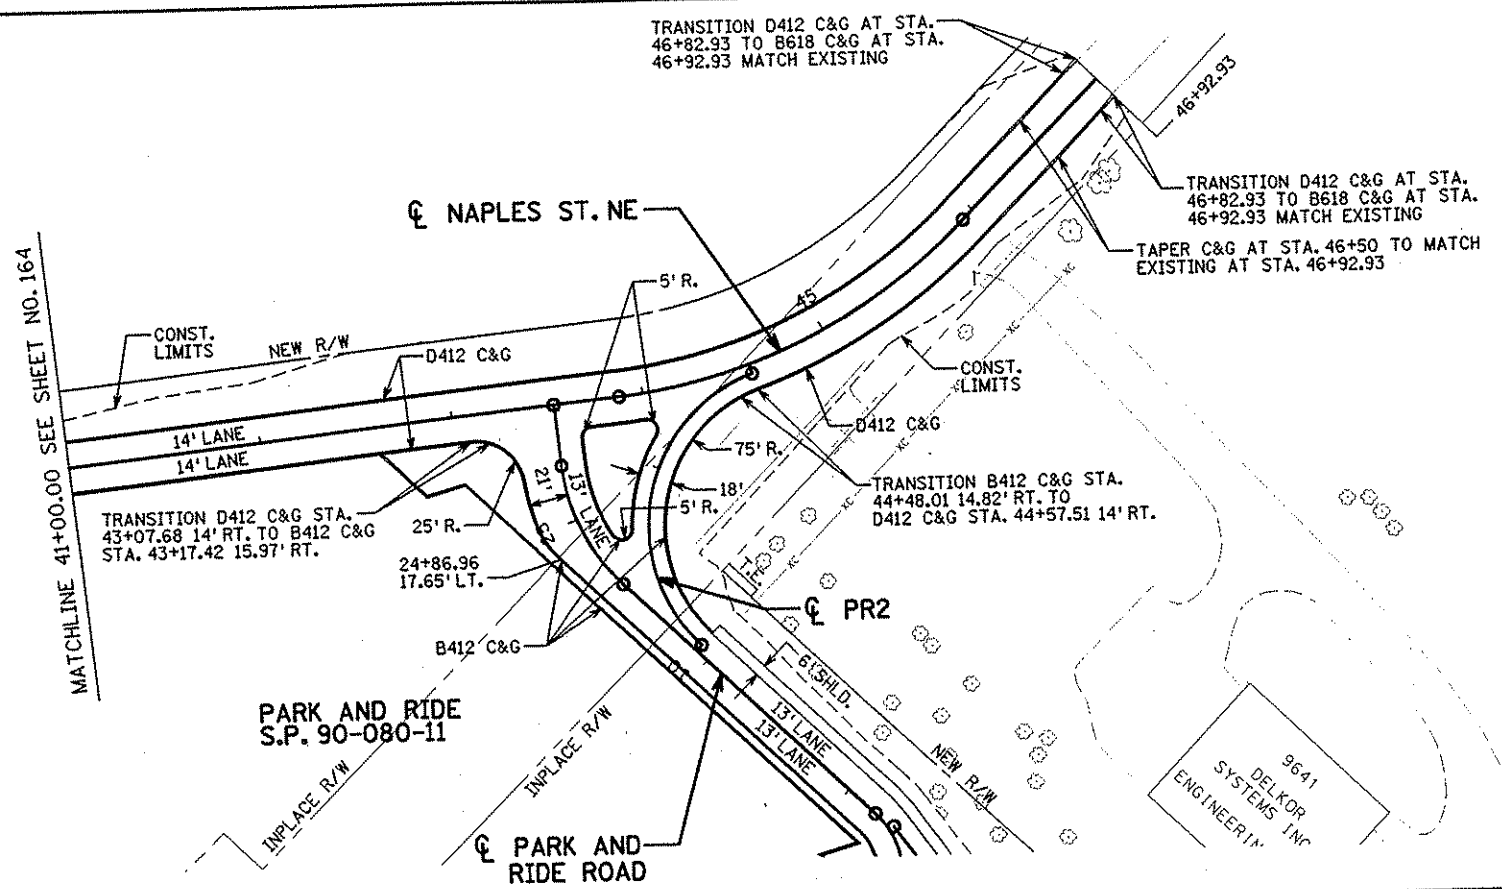 TRANSITION D412 C&G AT STA.
46+82.93 TO B618 C&G AT STA.
46+92.93 MATCH EXISTING
46+92.93
TRANSITION D412 C&G AT STA.
46+82.93 TO B618 C&G AT STA.
46+92.93 MATCH EXISTING
TAPER C&G AT STA. 46+50 TO MATCH
EXISTING AT STA. 46+92.93
℄ NAPLES ST. NE
MATCHLINE 41+00.00 SEE SHEET NO. 164
CONST.
LIMITS
NEW R/W
D412 C&G
5' R.
45
CONST.
LIMITS
D412 C&G
14' LANE
14' LANE
75' R.
18'
5' R.
TRANSITION B412 C&G STA.
44+48.01 14.82' RT. TO
D412 C&G STA. 44+57.51 14' RT.
TRANSITION D412 C&G STA.
43+07.68 14' RT. TO B412 C&G
STA. 43+17.42 15.97' RT.
25' R.
21'
13' LANE
25
24+86.96
17.65' LT.
B412 C&G
℄ PR2
XC
XC
XC
XC
6' SHLD.
13' LANE
13' LANE
NEW R/W
PARK AND RIDE
S.P. 90-080-11
INPLACE R/W
INPLACE R/W
℄ PARK AND
RIDE ROAD
9641
DELKOR
SYSTEMS INC
ENGINEERIN